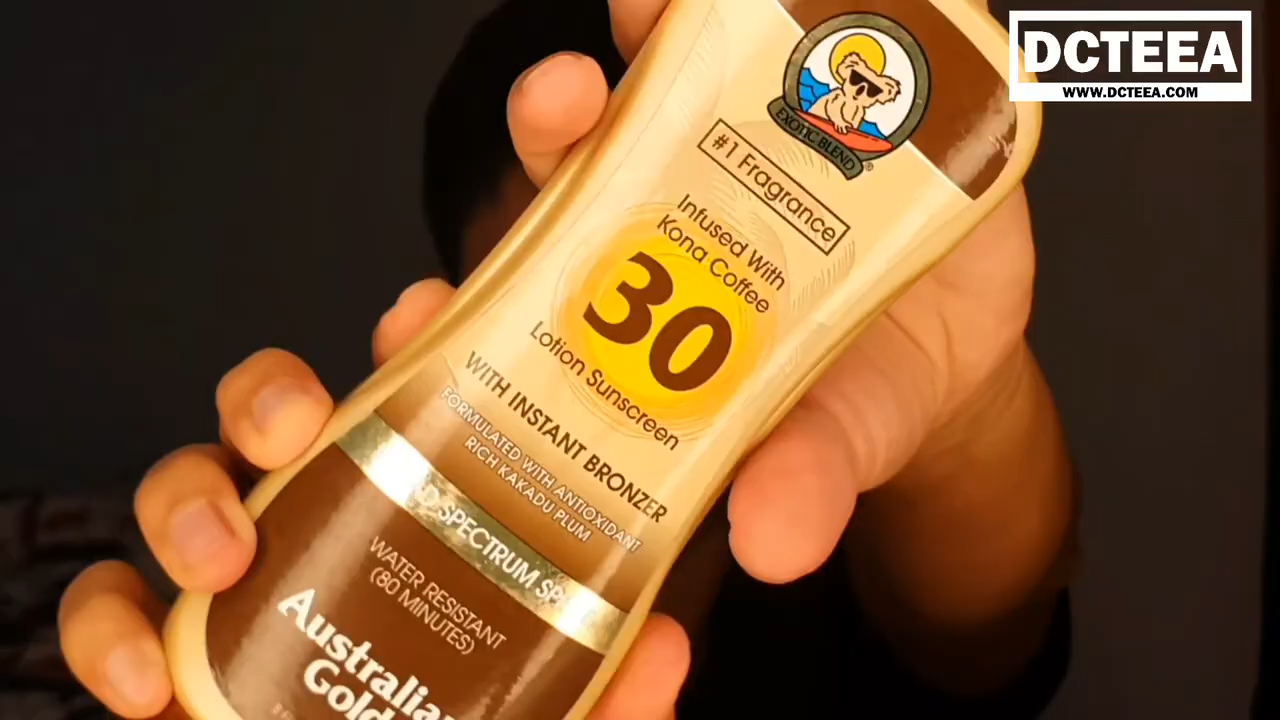 DCTEEA
WWW.DCTEEA.COM
EXOTIC BLEND
®
#1 Fragrance
Infused With
Kona Coffee
30
Lotion Sunscreen
WITH INSTANT BRONZER
FORMULATED WITH ANTIOXIDANT
RICH KAKADU PLUM
SPECTRUM
WATER RESISTANT
(80 MINUTES)
Australian
Gold